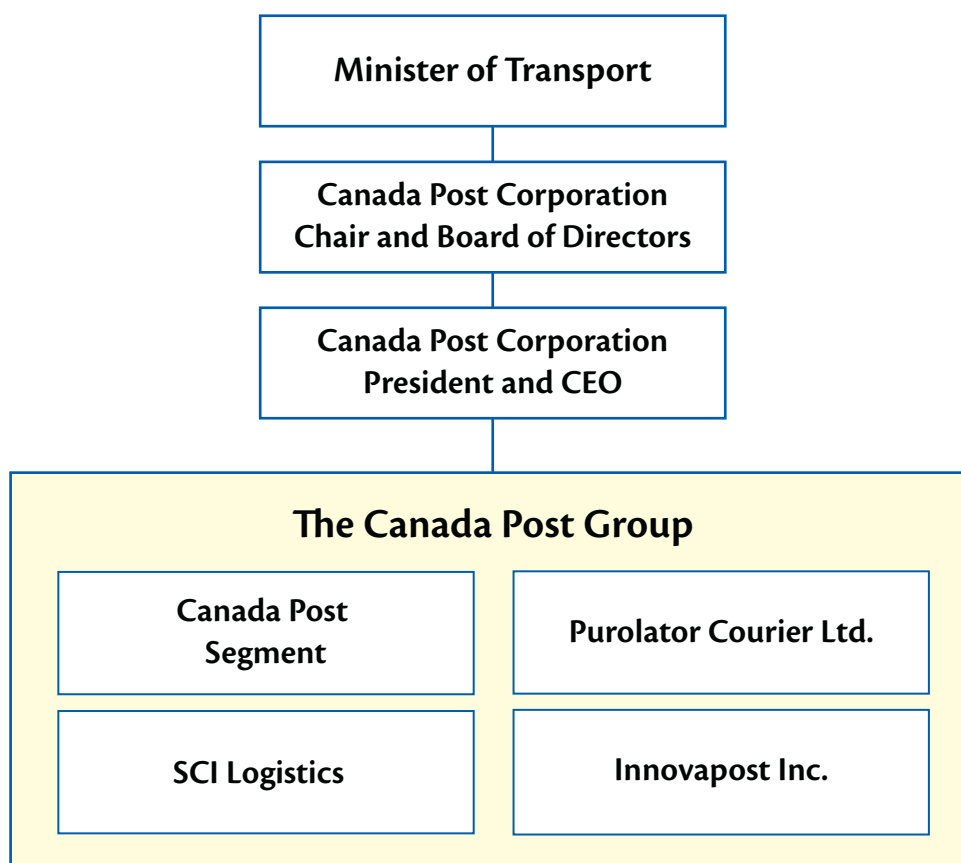 Minister of Transport
Canada Post Corporation
Chair and Board of Directors
Canada Post Corporation
President and CEO
The Canada Post Group
Canada Post
Segment
Purolator Courier Ltd.
SCI Logistics
Innovapost Inc.